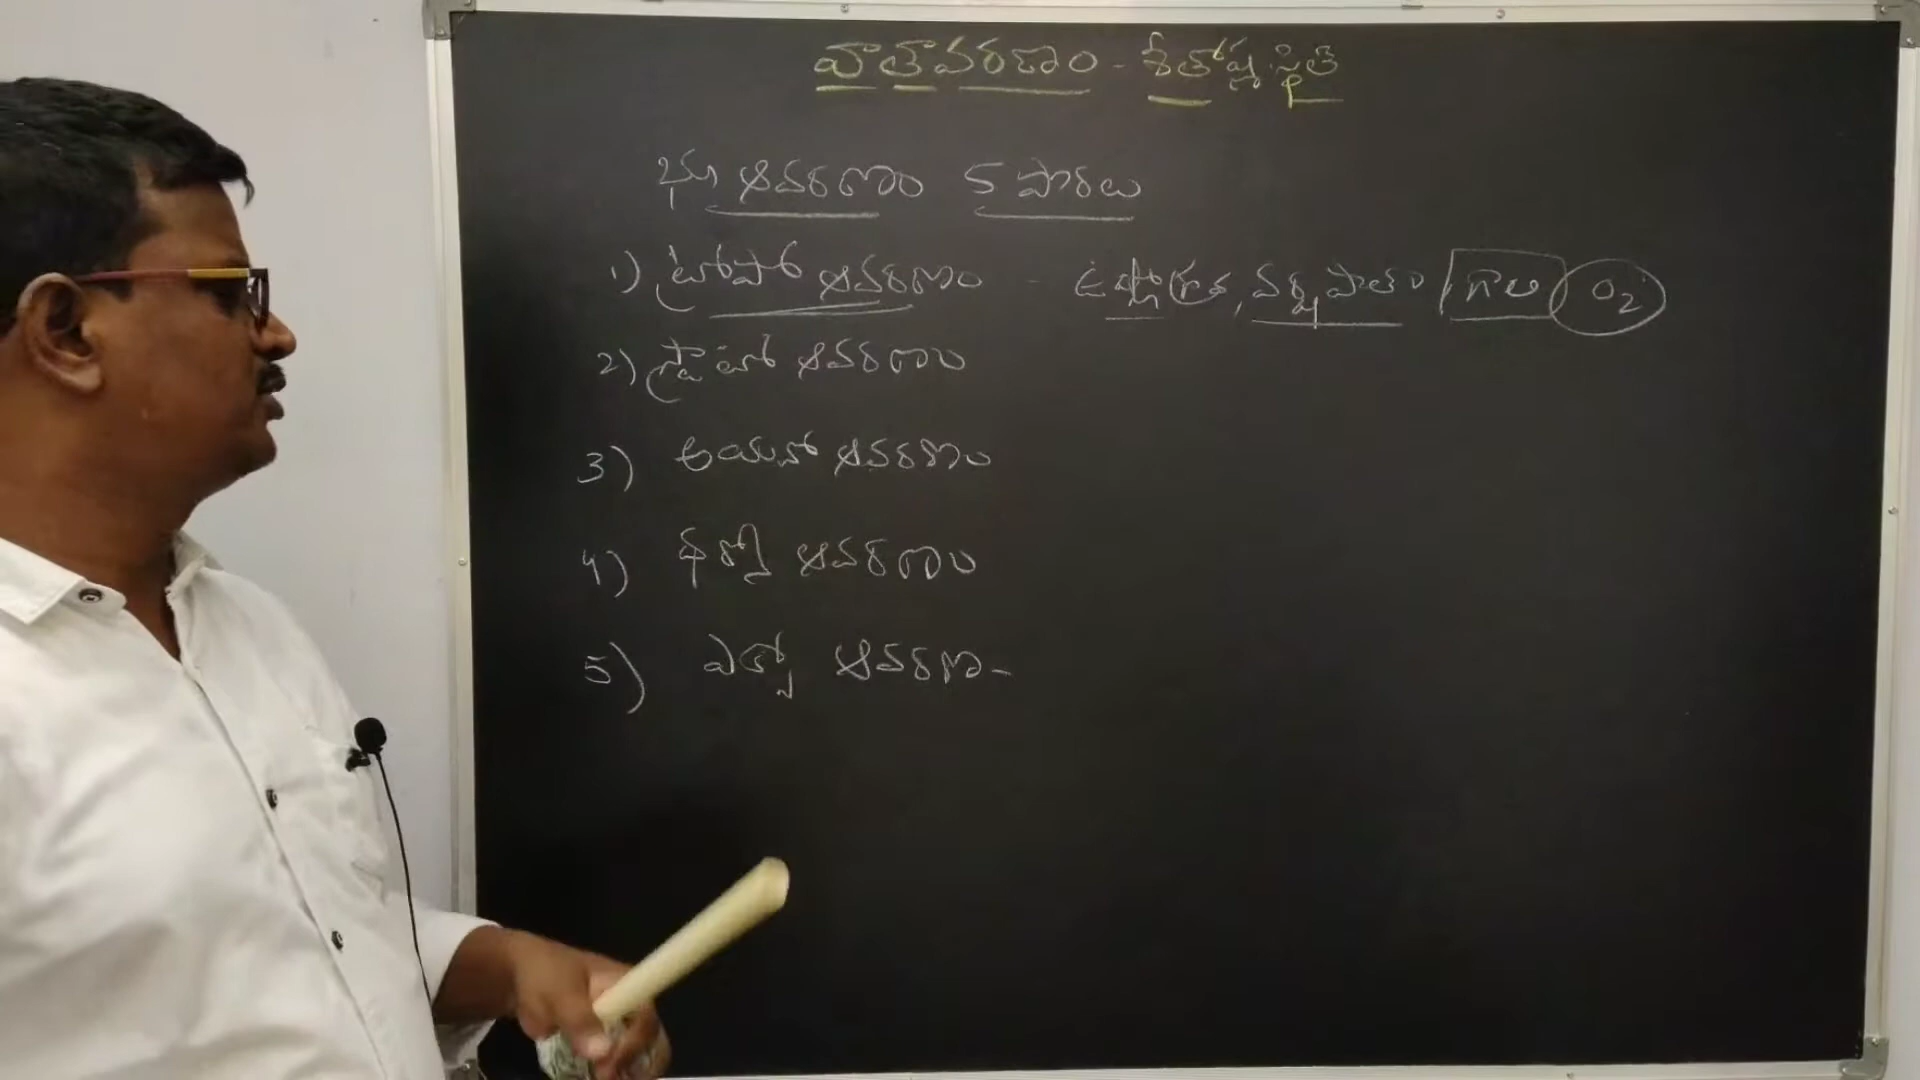 వాతావరణం - శీతోష్ణస్థితి
భూ ఆవరణం 5 పొరలు
1) ట్రోపో ఆవరణం - ఉష్ణోగ్రత, వర్షపాతం గాలి O2
2) స్ట్రాటో ఆవరణం
3) అయనో ఆవరణం
4) థర్మో ఆవరణం
5) ఎక్సో ఆవరణం